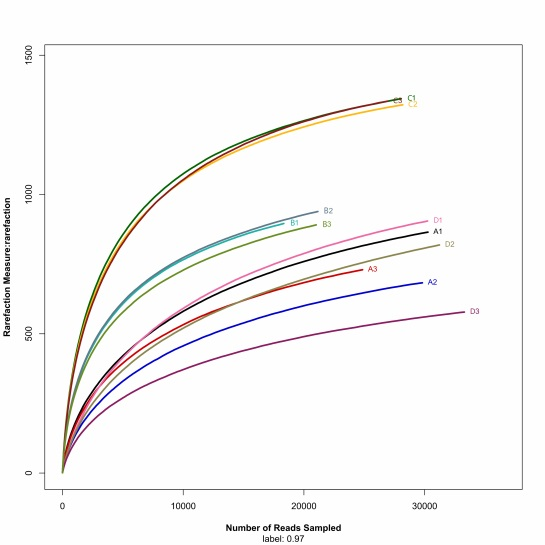 1500
1000
500
0
Rarefaction Measure:rarefaction
C3
C1
C2
B2
B1
B3
D1
A1
D2
A3
A2
D3
0 10000 20000 30000
Number of Reads Sampled
label: 0.97